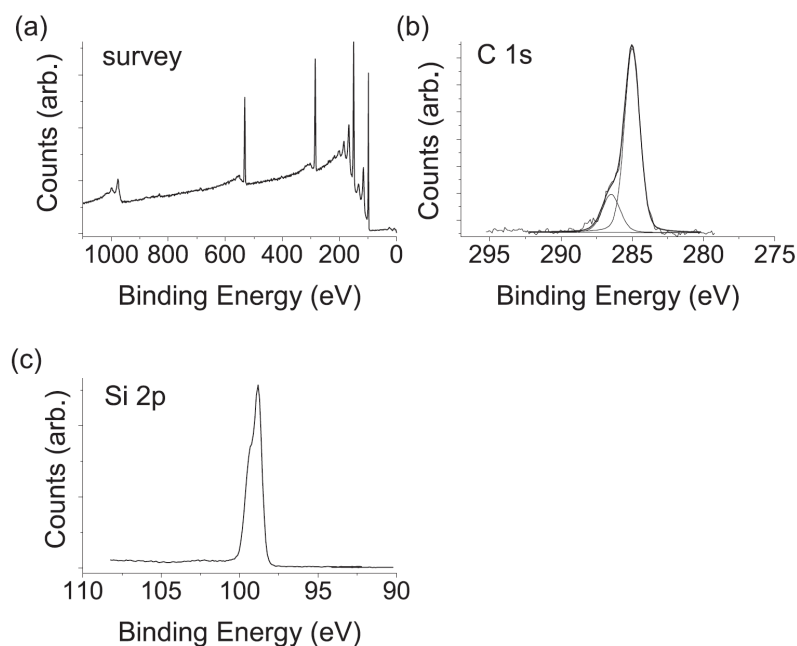 (a)
survey
Counts (arb.)
1000 800 600 400 200 0
Binding Energy (eV)
(b)
C 1s
Counts (arb.)
295 290 285 280 275
Binding Energy (eV)
(c)
Si 2p
Counts (arb.)
110 105 100 95 90
Binding Energy (eV)